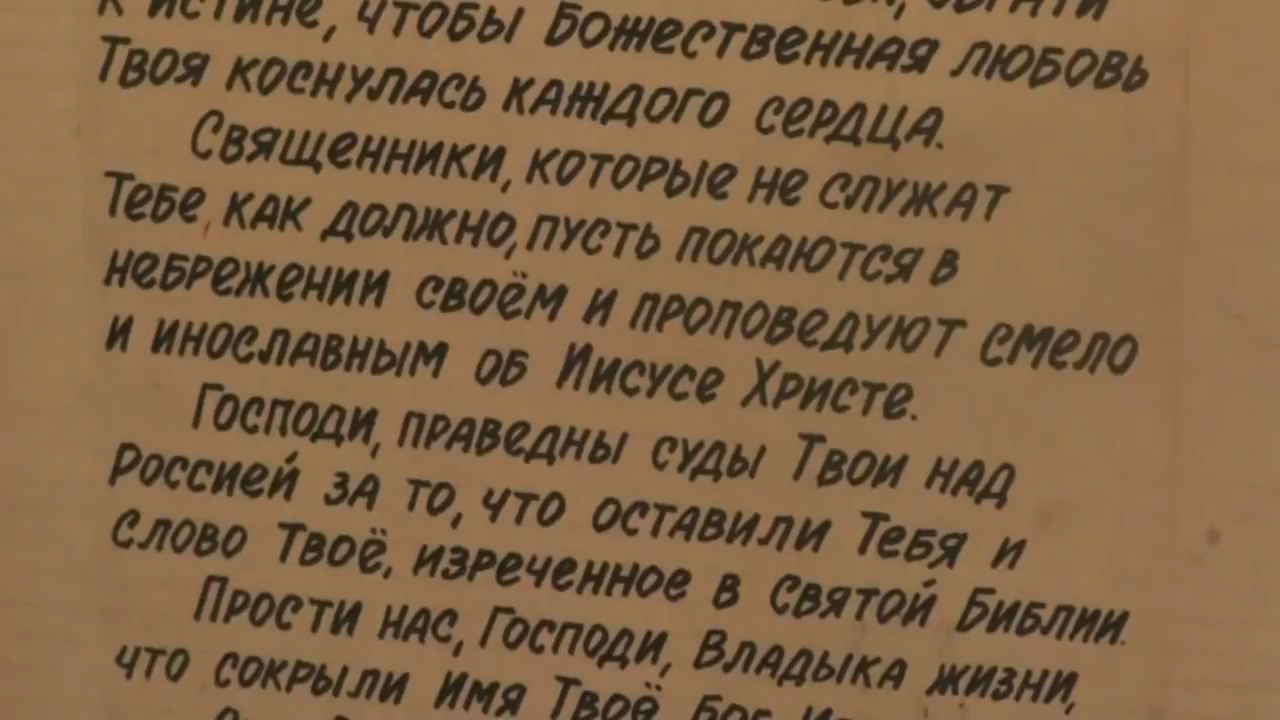 к истине, чтобы Божественная любовь
Твоя коснулась каждого сердца.
Священники, которые не служат
Тебе как должно, пусть покаются в
небрежении своём и проповедуют смело
и инославным об Иисусе Христе.
Господи, праведны суды Твои над
Россией за то, что оставили Тебя и
Слово Твоё, изреченное в Святой Библии.
Прости нас, Господи, Владыка жизни,
что сокрыли имя Твоё Бог